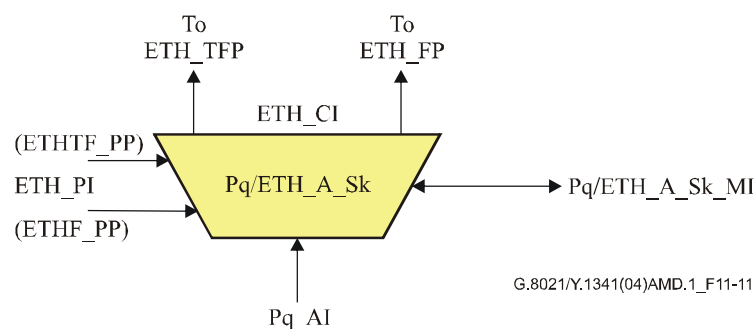 To
ETH_TFP
To
ETH_FP
ETH_CI
(ETHTF_PP)
ETH_PI
(ETHF_PP)
Pq/ETH_A_Sk
Pq/ETH_A_Sk_MI
Pq_AI
G.8021/Y.1341(04)AMD.1_F11-11